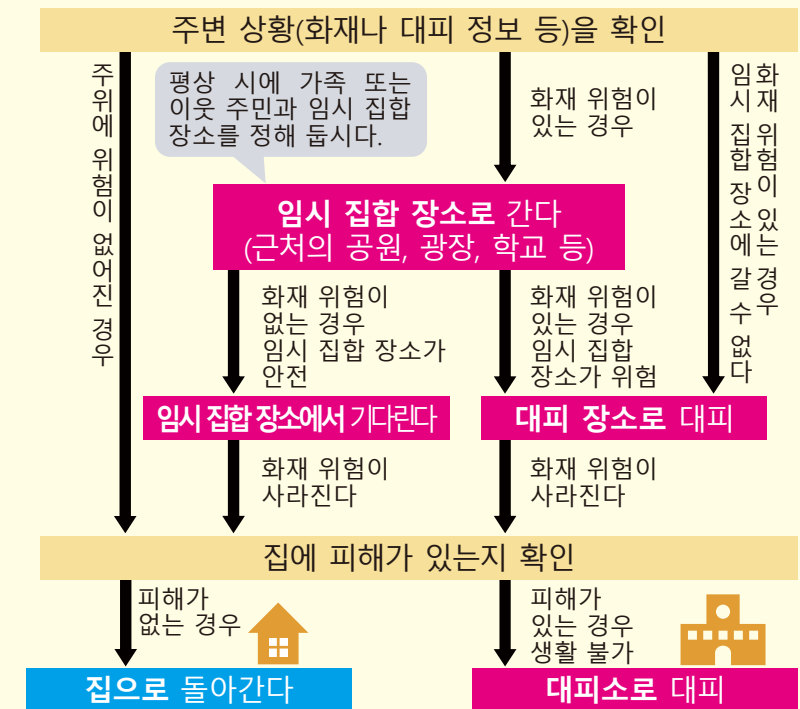 주변 상황(화재나 대피 정보 등)을 확인
주위에 위험이 없어진 경우
평상 시에 가족 또는
이웃 주민과 임시 집합
장소를 정해 둡시다.
화재 위험이
있는 경우
화재 위험이 있는 경우
임시 집합 장소에 갈 수 없다
임시 집합 장소로 간다
(근처의 공원, 광장, 학교 등)
화재 위험이
없는 경우
임시 집합 장소가
안전
화재 위험이
있는 경우
임시 집합
장소가 위험
임시 집합 장소에서 기다린다
대피 장소로 대피
화재 위험이
사라진다
화재 위험이
사라진다
집에 피해가 있는지 확인
피해가
없는 경우
피해가
있는 경우
생활 불가
집으로 돌아간다
대피소로 대피